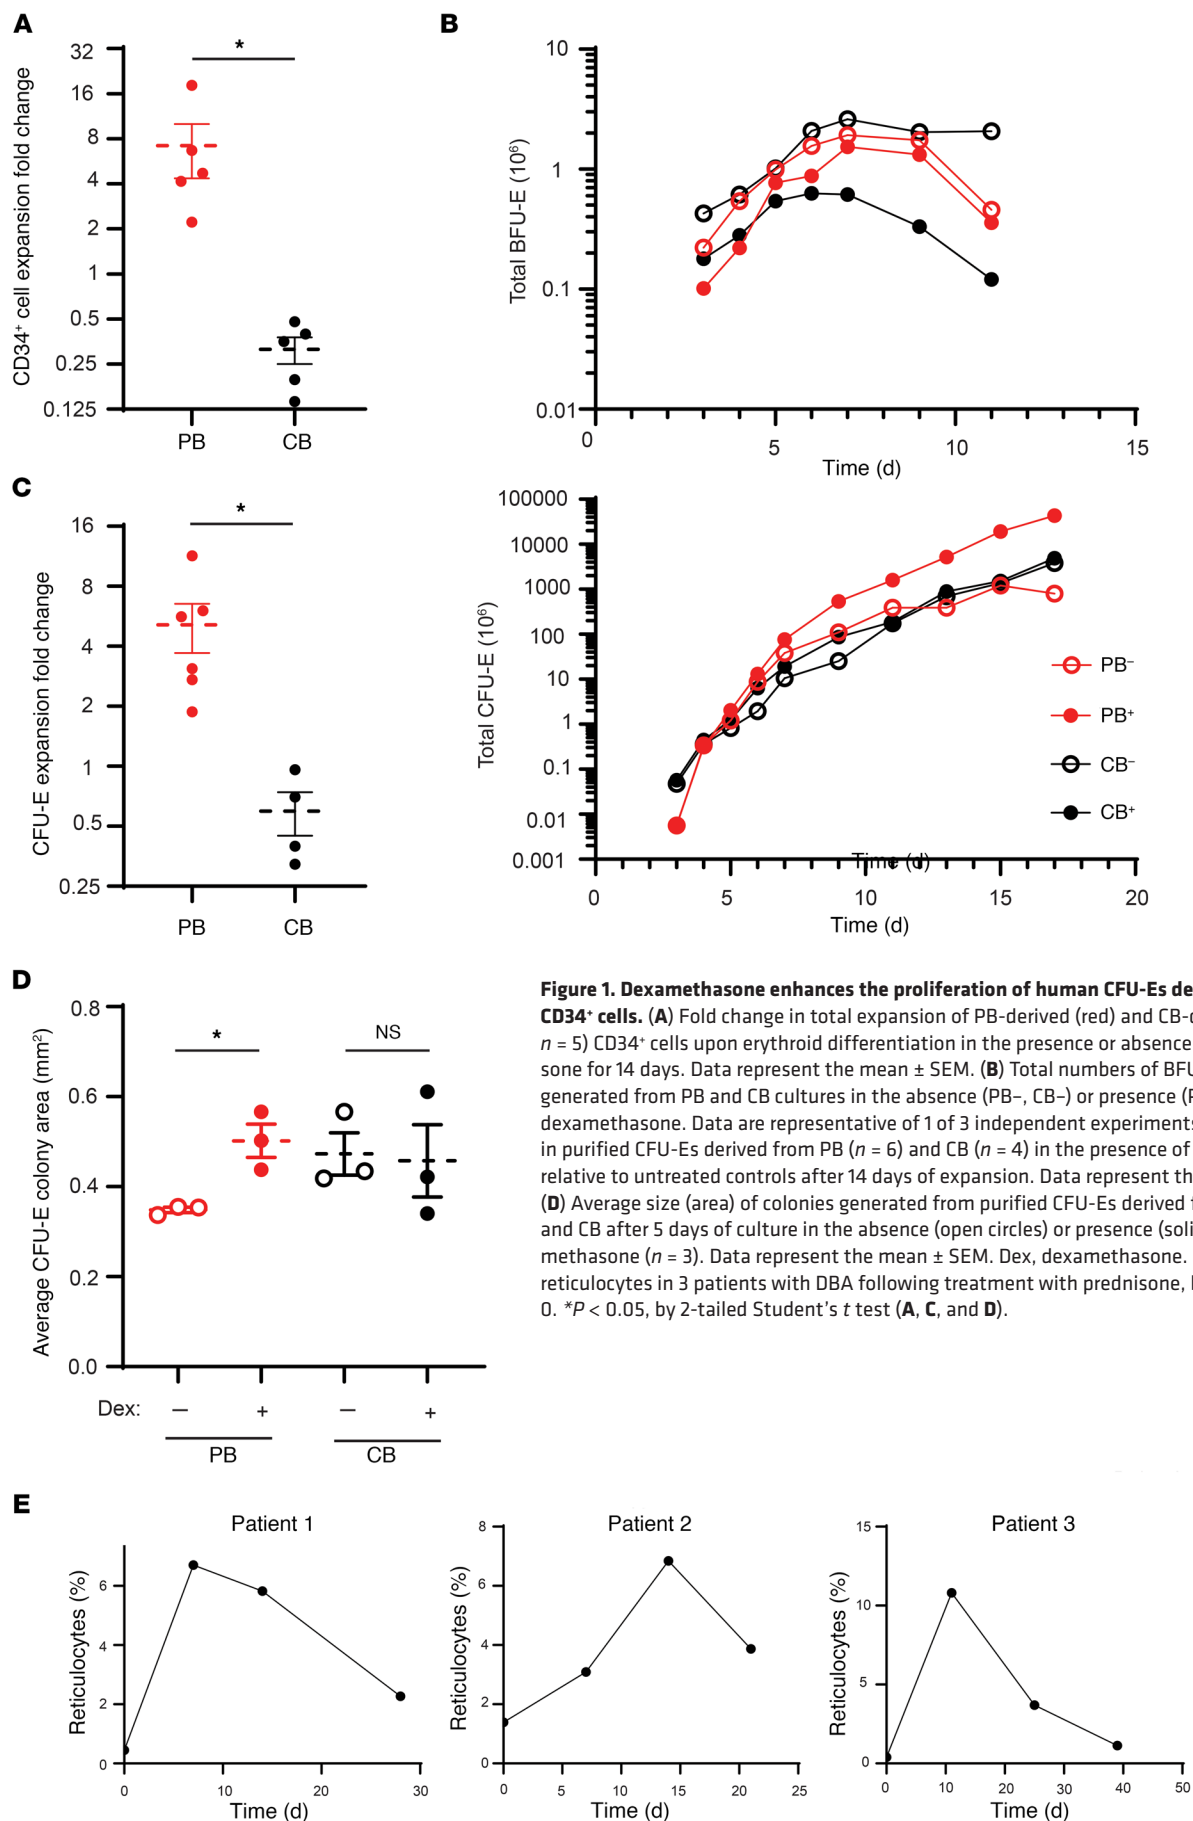 A
CD34⁺ cell expansion fold change
32
16
8
4
2
1
0.5
0.25
0.125
*
PB
CB
B
Total BFU-E (10⁶)
10
1
0.1
0.01
0
5
10
15
Time (d)
C
CFU-E expansion fold change
16
8
4
2
1
0.5
0.25
*
PB
CB
Total CFU-E (10⁶)
100000
10000
1000
100
10
1
0.1
0.01
0.001
Time (d)
0
5
11
17
20
Time (d)
PB⁻
PB⁺
CB⁻
CB⁺
D
Average CFU-E colony area (mm²)
0.8
0.6
0.4
0.2
0.0
*
NS
Dex:
–
+
–
+
PB
CB
Figure 1. Dexamethasone enhances the proliferation of human CFU-Es de
CD34⁺ cells. (A) Fold change in total expansion of PB-derived (red) and CB-d
n = 5) CD34⁺ cells upon erythroid differentiation in the presence or absence
sone for 14 days. Data represent the mean ± SEM. (B) Total numbers of BFU
generated from PB and CB cultures in the absence (PB–, CB–) or presence (P
dexamethasone. Data are representative of 1 of 3 independent experiments
in purified CFU-Es derived from PB (n = 6) and CB (n = 4) in the presence of
relative to untreated controls after 14 days of expansion. Data represent th
(D) Average size (area) of colonies generated from purified CFU-Es derived f
and CB after 5 days of culture in the absence (open circles) or presence (soli
methasone (n = 3). Data represent the mean ± SEM. Dex, dexamethasone.
reticulocytes in 3 patients with DBA following treatment with prednisone,
0. *P < 0.05, by 2-tailed Student's t test (A, C, and D).
E
Patient 1
Reticulocytes (%)
6
4
2
0
0
10
20
30
Time (d)
Patient 2
Reticulocytes (%)
8
6
4
2
0
0
5
10
15
20
25
Time (d)
Patient 3
Reticulocytes (%)
15
10
5
0
0
10
20
30
40
50
Time (d)